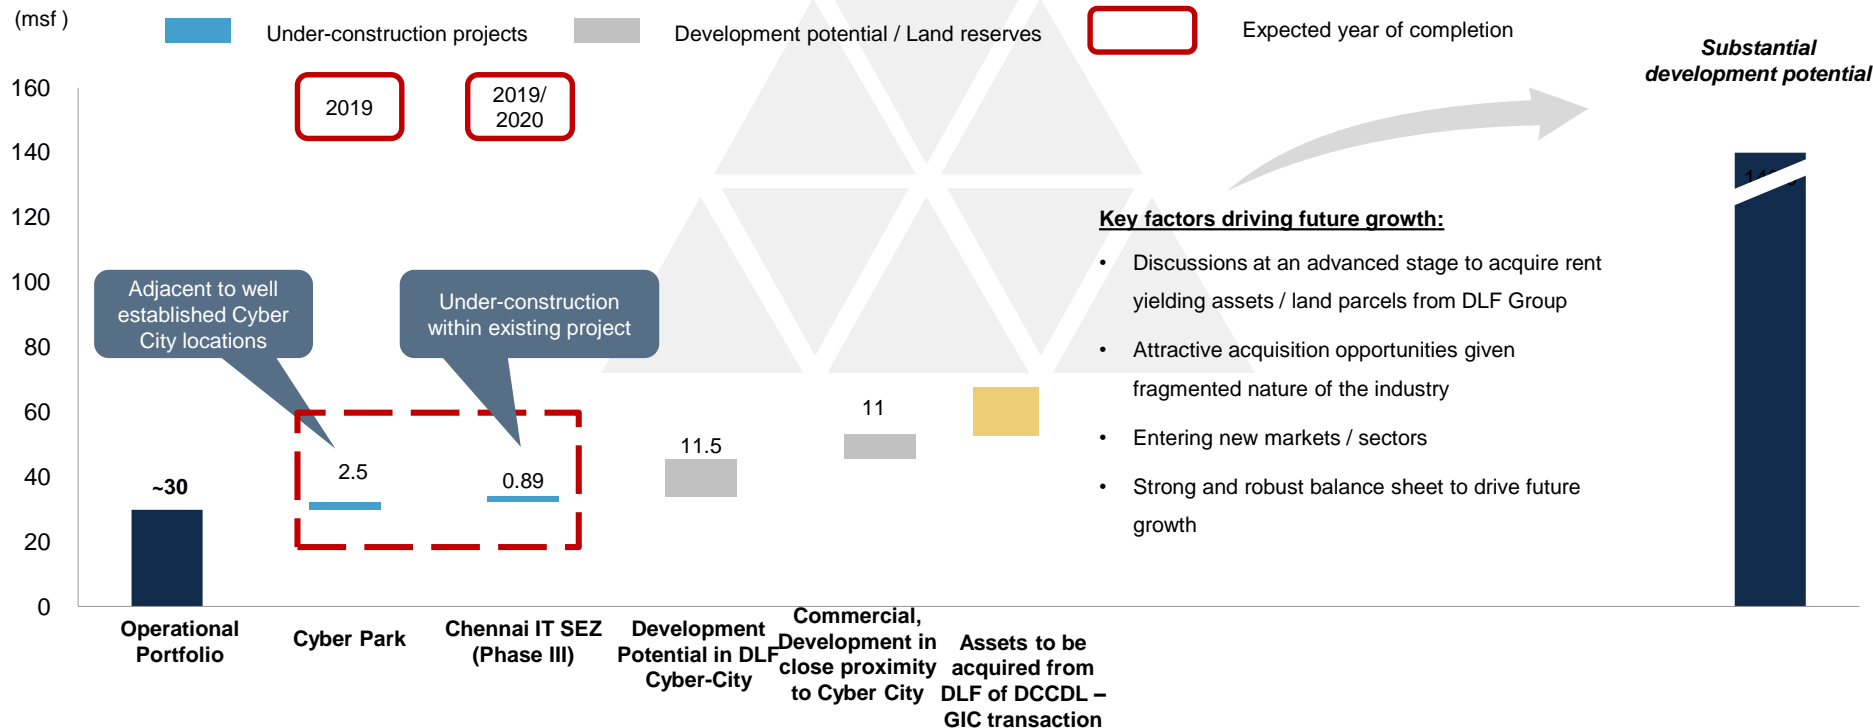 (msf )
Under-construction projects
Development potential / Land reserves
Expected year of completion
Substantial
development potential
160
140
120
100
80
60
40
20
0
2019
2019/
2020
Adjacent to well
established Cyber
City locations
Under-construction
within existing project
~30
2.5
0.89
11.5
11
Key factors driving future growth:
• Discussions at an advanced stage to acquire rent
yielding assets / land parcels from DLF Group
• Attractive acquisition opportunities given
fragmented nature of the industry
• Entering new markets / sectors
• Strong and robust balance sheet to drive future
growth
Operational
Portfolio
Cyber Park
Chennai IT SEZ
(Phase III)
Development
Potential in DLF
Cyber-City
Commercial,
Development in
close proximity
to Cyber City
Assets to be
acquired from
DLF of DCCDL –
GIC transaction